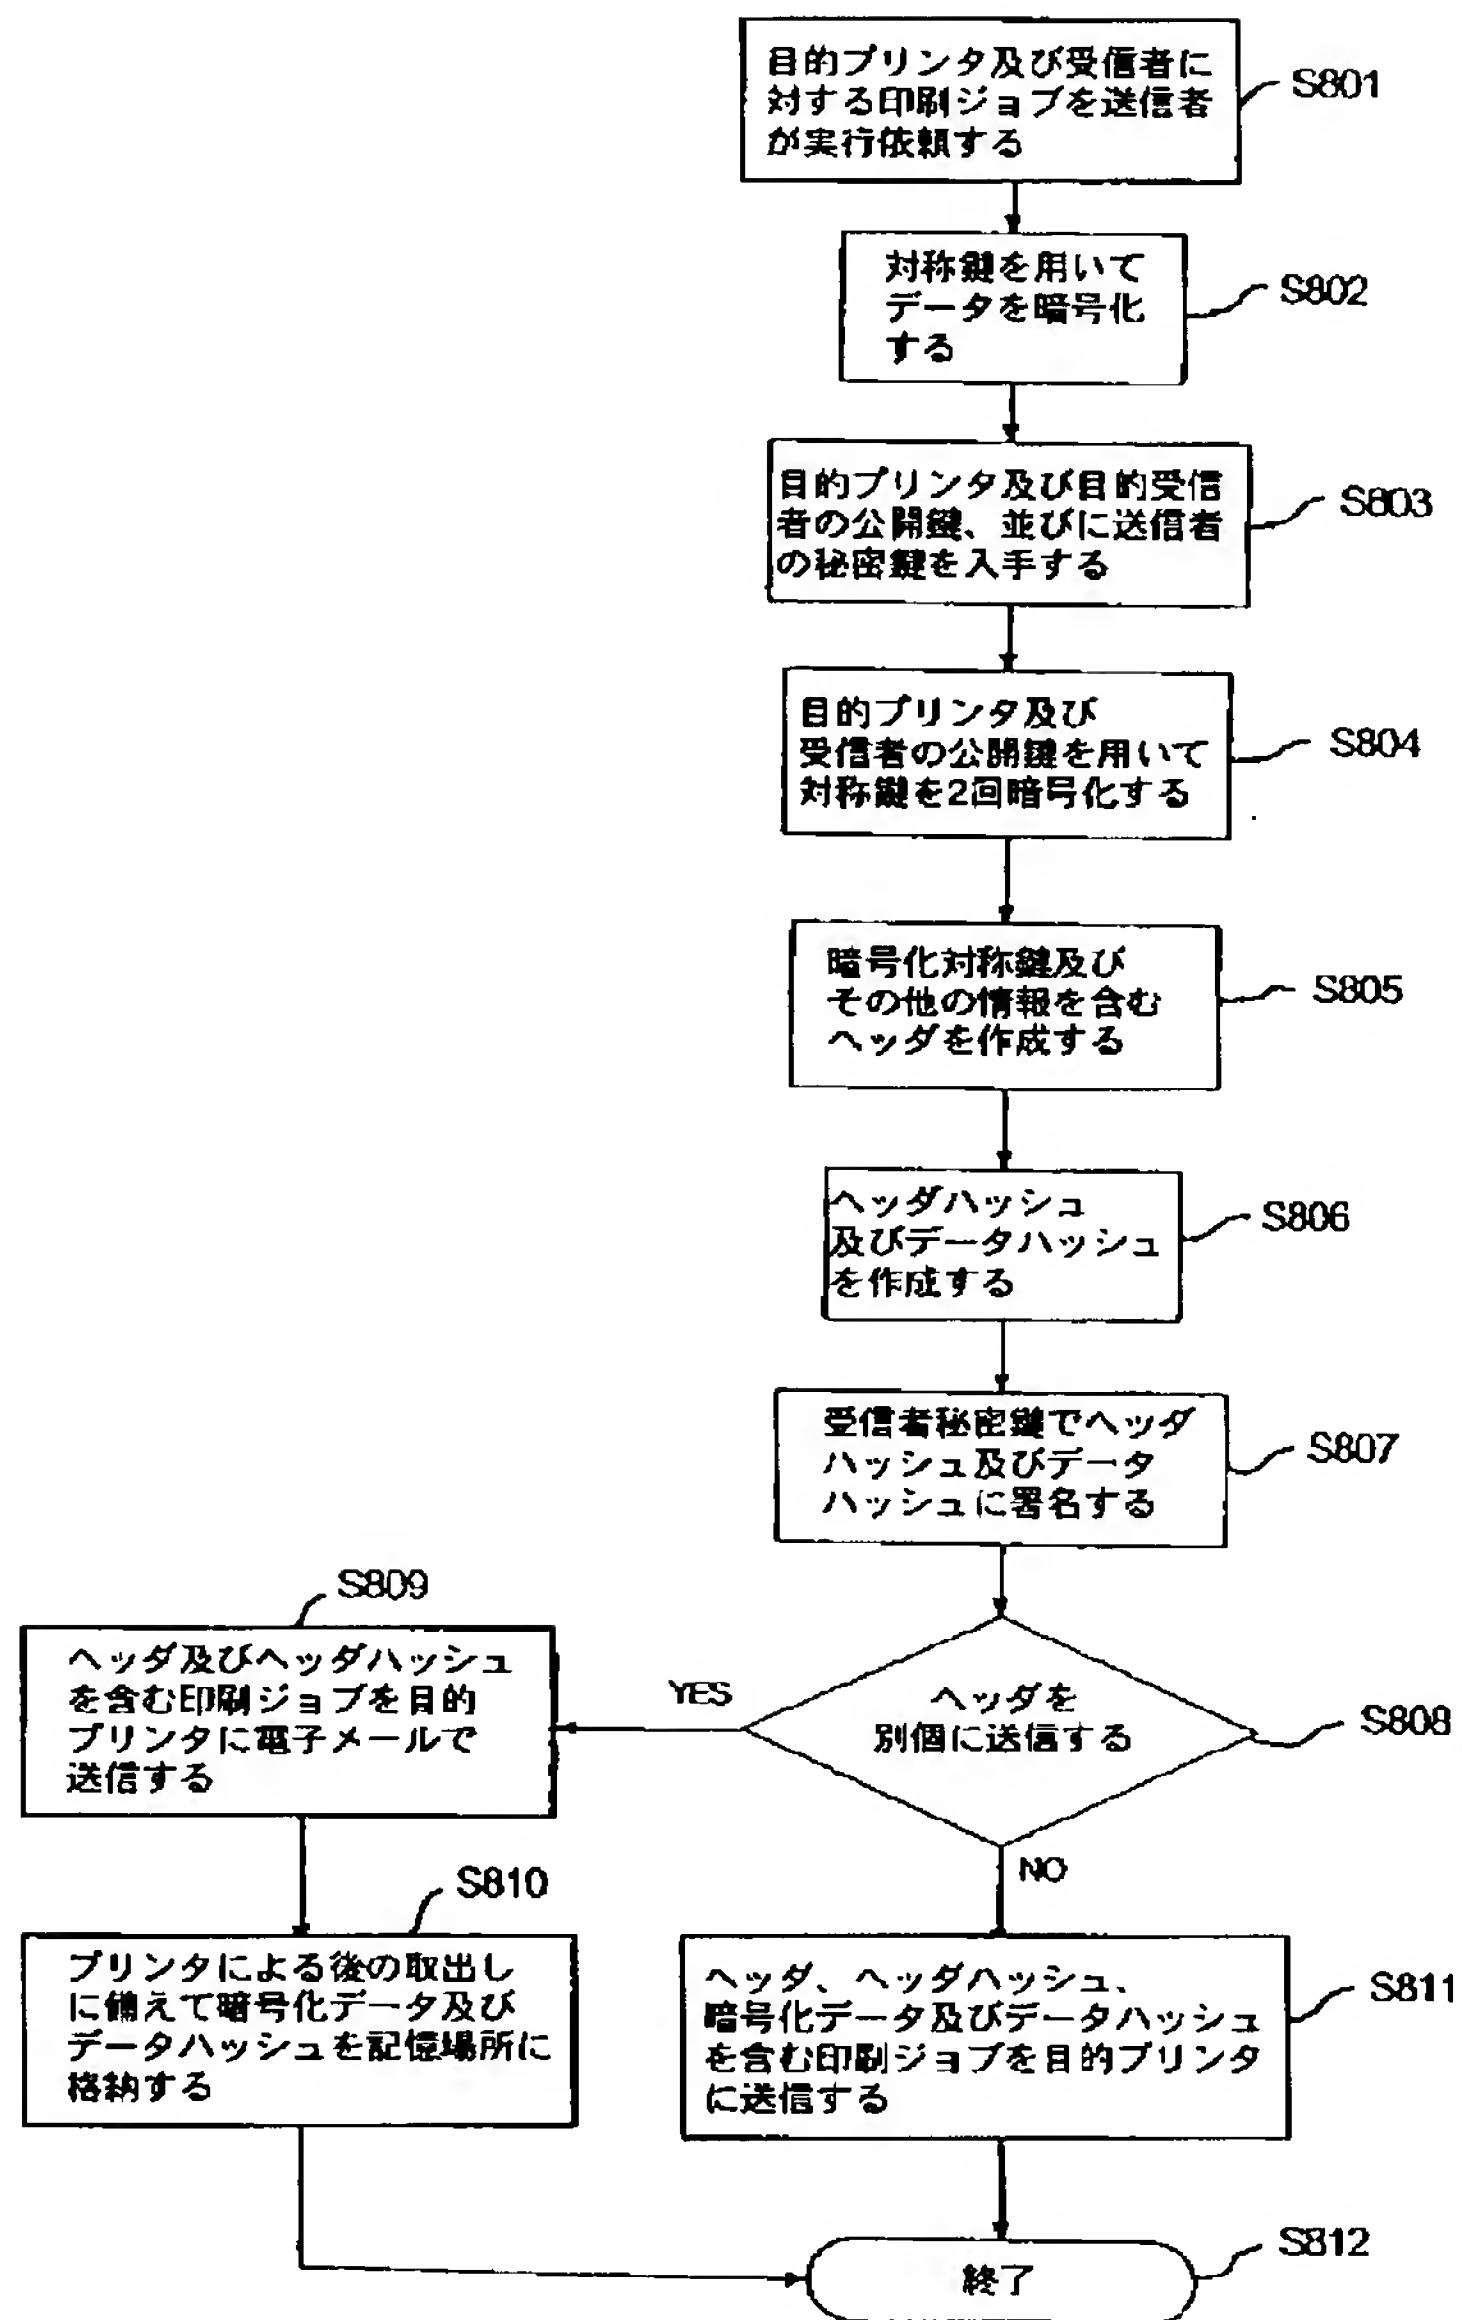 目的プリンタ及び受信者に
対する印刷ジョブを送信者
が実行依頼する
S801
対称鍵を用いて
データを暗号化
する
S802
目的プリンタ及び目的受信
者の公開鍵、並びに送信者
の秘密鍵を入手する
S803
目的プリンタ及び
受信者の公開鍵を用いて
対称鍵を2回暗号化する
S804
暗号化対称鍵及び
その他の情報を含む
ヘッダを作成する
S805
ヘッダハッシュ
及びデータハッシュ
を作成する
S806
受信者秘密鍵でヘッダ
ハッシュ及びデータ
ハッシュに署名する
S807
ヘッダを
別個に送信する
S808
YES
NO
S809
ヘッダ及びヘッダハッシュ
を含む印刷ジョブを目的
プリンタに電子メールで
送信する
S810
プリンタによる後の取出し
に備えて暗号化データ及び
データハッシュを記憶場所に
格納する
ヘッダ、ヘッダハッシュ、
暗号化データ及びデータハッシュ
を含む印刷ジョブを目的プリンタ
に送信する
S811
終了
S812